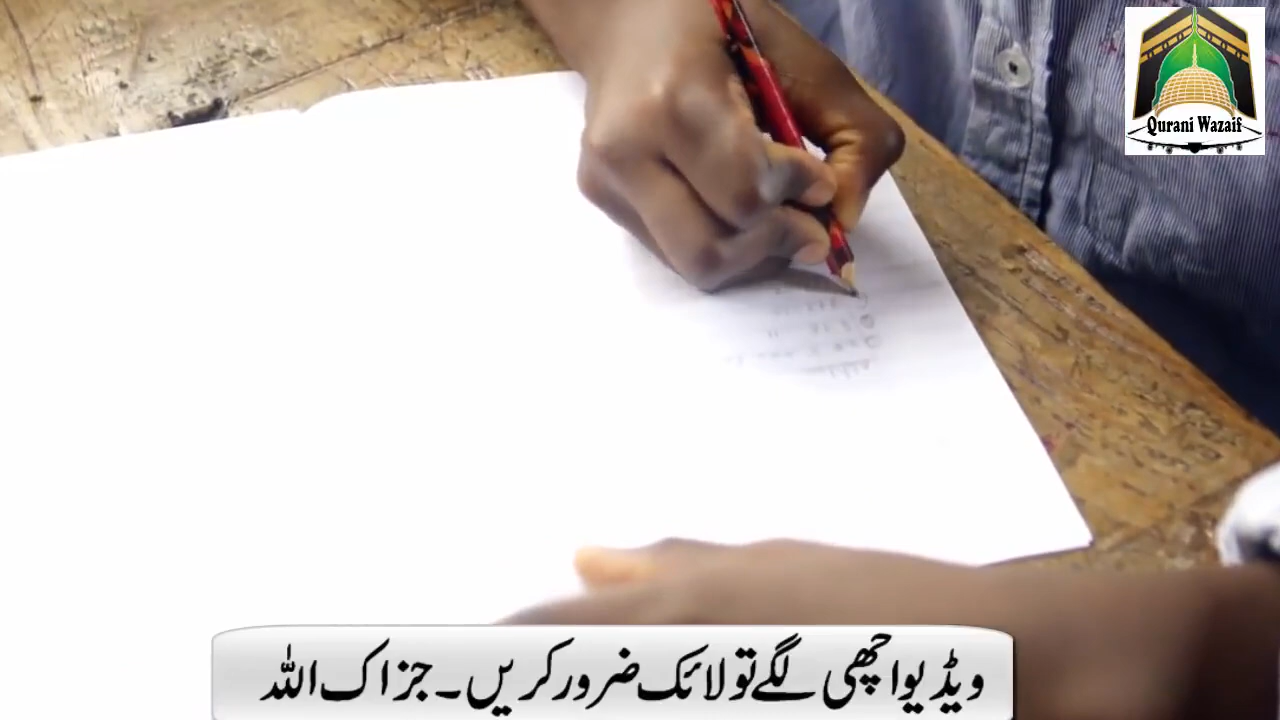 Qurani Wazaif
ویڈیو اچھی لگے تو لائک ضرور کریں۔ جزاک اللہ